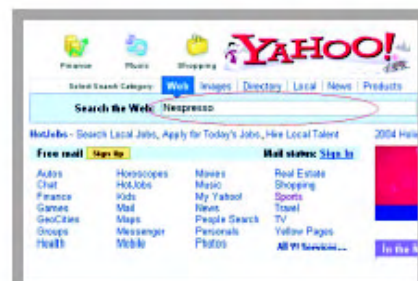 Finance Music Shopping
YAHOO!
Select Search Category: Web Images Directory Local News Products
Search the Web: Nespresso
HotJobs - Search Local Jobs, Apply for Today's Jobs, Hire Local Talent
2004
Free mail Sign Up Mail status: Sign In
Autos Horoscopes Movies Real Estate
Chat HotJobs Music Shopping
Finance Kids My Yahoo! Sports
Games Mail News Travel
GeoCities Maps People Search TV
Groups Messenger Personals Yellow Pages
Health Mobile Photos All Y! Services...
In the